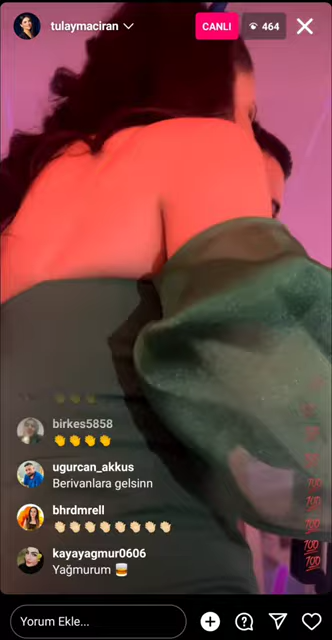 tulaymaciran
CANLI
464
birkes5858
👏👏👏👏
ugurcan_akkus
Berivanlara gelsinn
bhrdmrell
👏🏻👏🏻👏🏻👏🏻👏🏻👏🏻👏🏻👏🏻
kayayagmur0606
Yağmurum 🥃
💯
💯
💯
💯
Yorum Ekle...